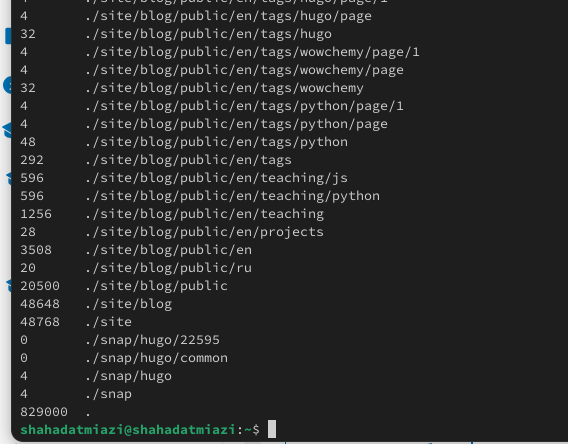 4 ./site/blog/public/en/tags/hugo/page/1
4 ./site/blog/public/en/tags/hugo/page
32 ./site/blog/public/en/tags/hugo
4 ./site/blog/public/en/tags/wowchemy/page/1
4 ./site/blog/public/en/tags/wowchemy/page
32 ./site/blog/public/en/tags/wowchemy
4 ./site/blog/public/en/tags/python/page/1
4 ./site/blog/public/en/tags/python/page
48 ./site/blog/public/en/tags/python
292 ./site/blog/public/en/tags
596 ./site/blog/public/en/teaching/js
596 ./site/blog/public/en/teaching/python
1256 ./site/blog/public/en/teaching
28 ./site/blog/public/en/projects
3508 ./site/blog/public/en
20 ./site/blog/public/ru
20500 ./site/blog/public
48648 ./site/blog
48768 ./site
0 ./snap/hugo/22595
0 ./snap/hugo/common
4 ./snap/hugo
4 ./snap
829000 .
shahadatmiazi@shahadatmiazi:~$